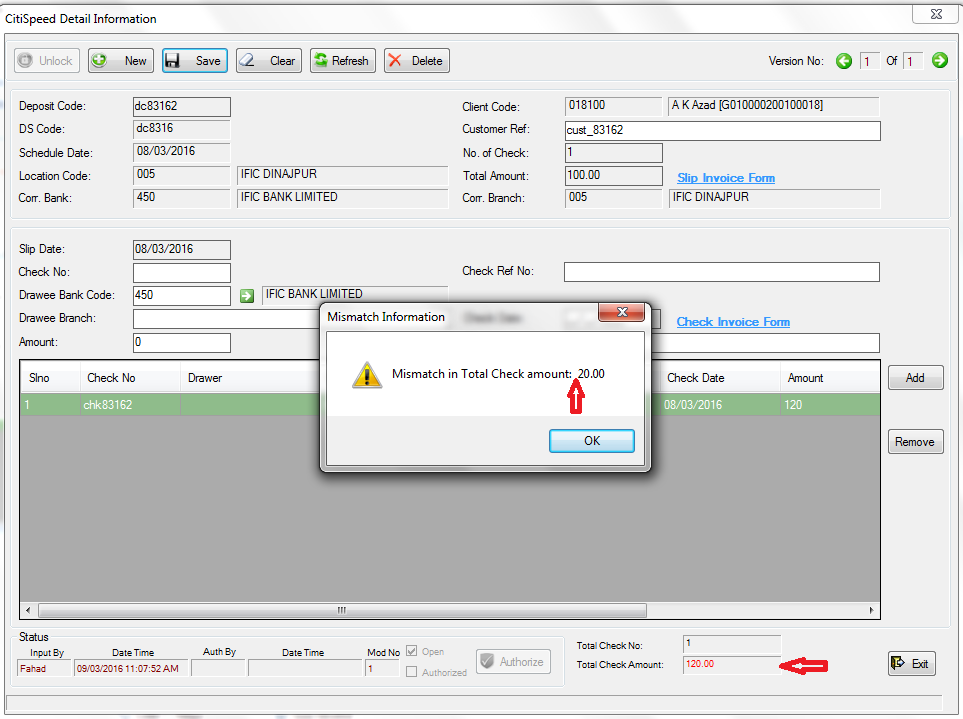 CitiSpeed Detail Information
Unlock New Save Clear Refresh Delete Version No: 1 Of 1
Deposit Code: dc83162 Client Code: 018100 A K Azad [G010000200100018]
DS Code: dc8316 Customer Ref: cust_83162
Schedule Date: 08/03/2016 No. of Check: 1
Location Code: 005 IFIC DINAJPUR Total Amount: 100.00 Slip Invoice Form
Corr. Bank: 450 IFIC BANK LIMITED Corr. Branch: 005 IFIC DINAJPUR
Slip Date: 08/03/2016
Check No: Check Ref No:
Drawee Bank Code: 450 IFIC BANK LIMITED
Drawee Branch: Check Invoice Form
Amount: 0
Mismatch Information
Mismatch in Total Check amount: 20.00
OK
Slno Check No Drawer Check Date Amount Add
1 chk83162 08/03/2016 120
Remove
Status
Input By Date Time Auth By Date Time Mod No Open
Fahad 09/03/2016 11:07:52 AM 1 Authorized Authorize
Total Check No: 1
Total Check Amount: 120.00 Exit